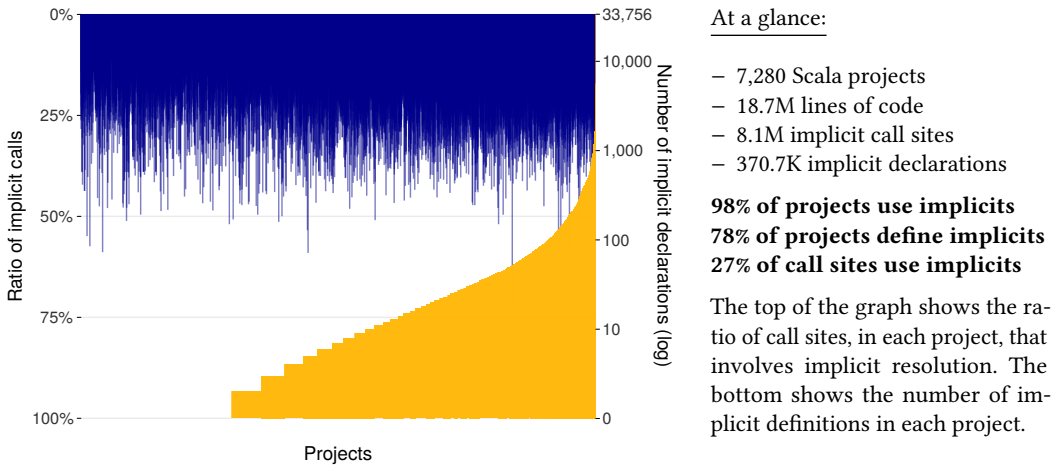 0%
25%
50%
75%
100%
Ratio of implicit calls
Projects
33,756
10,000
1,000
100
10
0
Number of implicit declarations (log)
At a glance:
– 7,280 Scala projects
– 18.7M lines of code
– 8.1M implicit call sites
– 370.7K implicit declarations
98% of projects use implicits
78% of projects define implicits
27% of call sites use implicits
The top of the graph shows the ra-
tio of call sites, in each project, that
involves implicit resolution. The
bottom shows the number of im-
plicit definitions in each project.